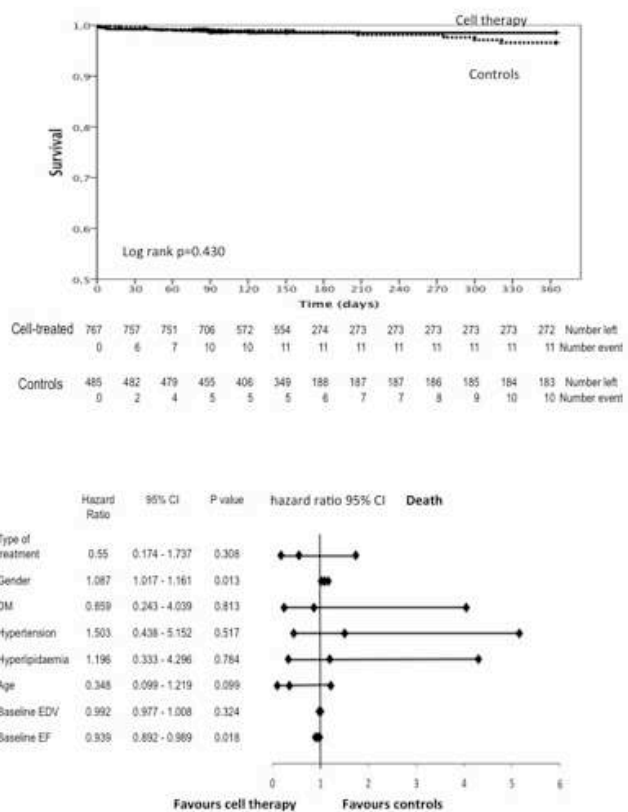 Cell therapy
Controls
Survival
1.0
0,9
0,8
0,7
0,6
0,5
Log rank p=0.430
0 30 60 90 120 150 180 210 240 270 300 330 360
Time (days)
Cell-treated 767 757 751 706 572 554 274 273 273 273 273 273 272 Number left
0 6 7 10 10 11 11 11 11 11 11 11 11 Number event
Controls 485 482 479 455 406 349 188 187 187 186 185 184 183 Number left
0 2 4 5 5 5 6 7 7 8 9 10 10 Number event
Hazard Ratio 95% CI P value hazard ratio 95% CI Death
Type of
treatment 0.55 0.174 - 1.737 0.308
Gender 1.087 1.017 - 1.161 0.013
DM 0.859 0.243 - 4.039 0.813
Hypertension 1.503 0.438 - 5.152 0.517
Hyperlipidaemia 1.196 0.333 - 4.296 0.784
Age 0.348 0.099 - 1.219 0.099
Baseline EDV 0.992 0.977 - 1.008 0.324
Baseline EF 0.939 0.892 - 0.989 0.018
0 1 2 3 4 5 6
Favours cell therapy Favours controls